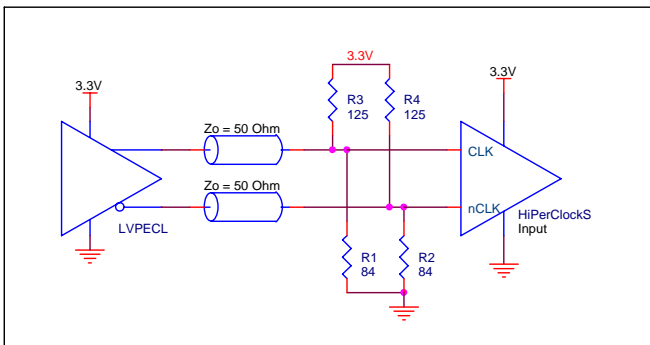 3.3V
3.3V
3.3V
R3
125
R4
125
Zo = 50 Ohm
CLK
Zo = 50 Ohm
nCLK
HiPerClockS
Input
LVPECL
R1
84
R2
84